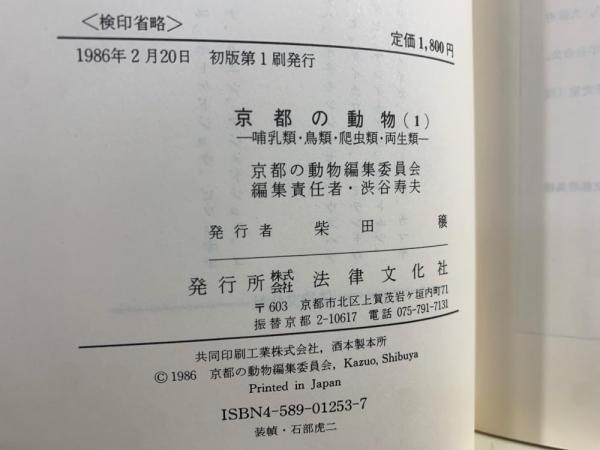 <検印省略>
定価1,800円
1986年2月20日 初版第1刷発行
京都の動物(1)
―哺乳類・鳥類・爬虫類・両生類―
京都の動物編集委員会
編集責任者・渋谷寿夫
発行者 柴田 穣
発行所 株式会社 法律文化社
〒603 京都市北区上賀茂岩ヶ垣内町71
振替京都2-10617 電話075-791-7131
共同印刷工業株式会社,酒本製本所
©1986 京都の動物編集委員会, Kazuo, Shibuya
Printed in Japan
ISBN4-589-01253-7
装幀・石部虎二